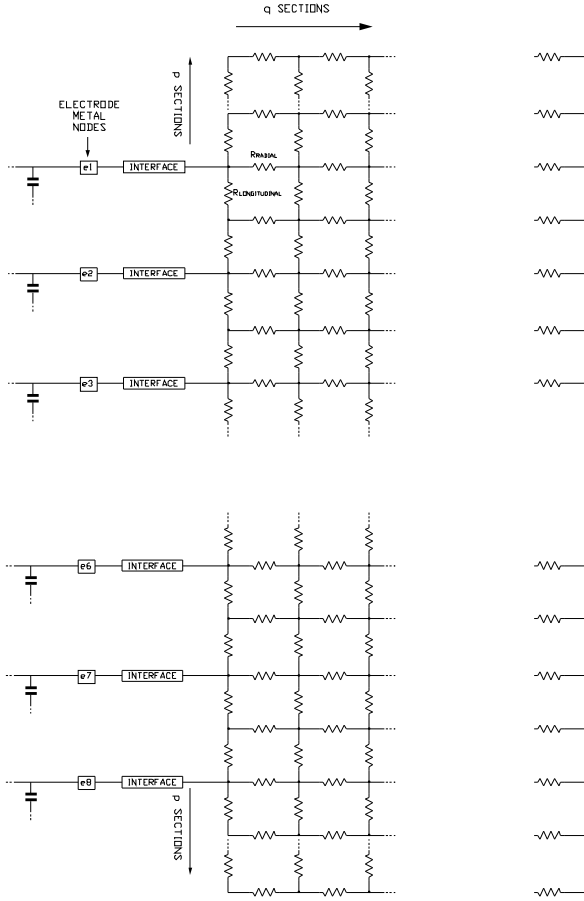 q SECTIONS
p SECTIONS
ELECTRODE
METAL
NODES
e1
INTERFACE
RRADIAL
RLONGITUDINAL
e2
INTERFACE
e3
INTERFACE
e6
INTERFACE
e7
INTERFACE
e8
INTERFACE
p SECTIONS